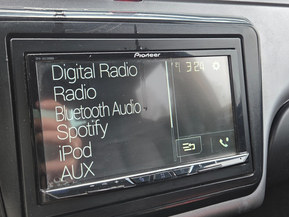 Pioneer
Digital Radio
Radio
Bluetooth Audio
Spotify
iPod
AUX